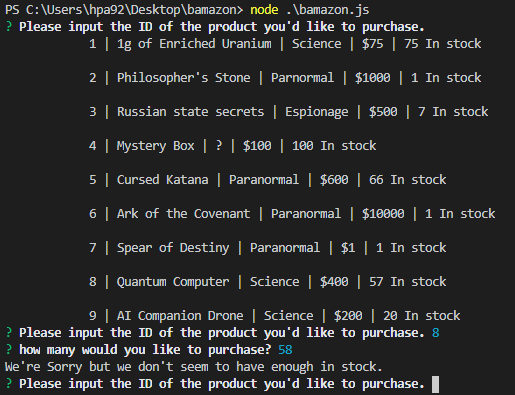 PS C:\Users\hpa92\Desktop\bamazon> node .\bamazon.js
? Please input the ID of the product you'd like to purchase.
1 | 1g of Enriched Uranium | Science | $75 | 75 In stock
2 | Philosopher's Stone | Parnormal | $1000 | 1 In stock
3 | Russian state secrets | Espionage | $500 | 7 In stock
4 | Mystery Box | ? | $100 | 100 In stock
5 | Cursed Katana | Paranormal | $600 | 66 In stock
6 | Ark of the Covenant | Paranormal | $10000 | 1 In stock
7 | Spear of Destiny | Paranormal | $1 | 1 In stock
8 | Quantum Computer | Science | $400 | 57 In stock
9 | AI Companion Drone | Science | $200 | 20 In stock
? Please input the ID of the product you'd like to purchase. 8
? how many would you like to purchase? 58
We're Sorry but we don't seem to have enough in stock.
? Please input the ID of the product you'd like to purchase.